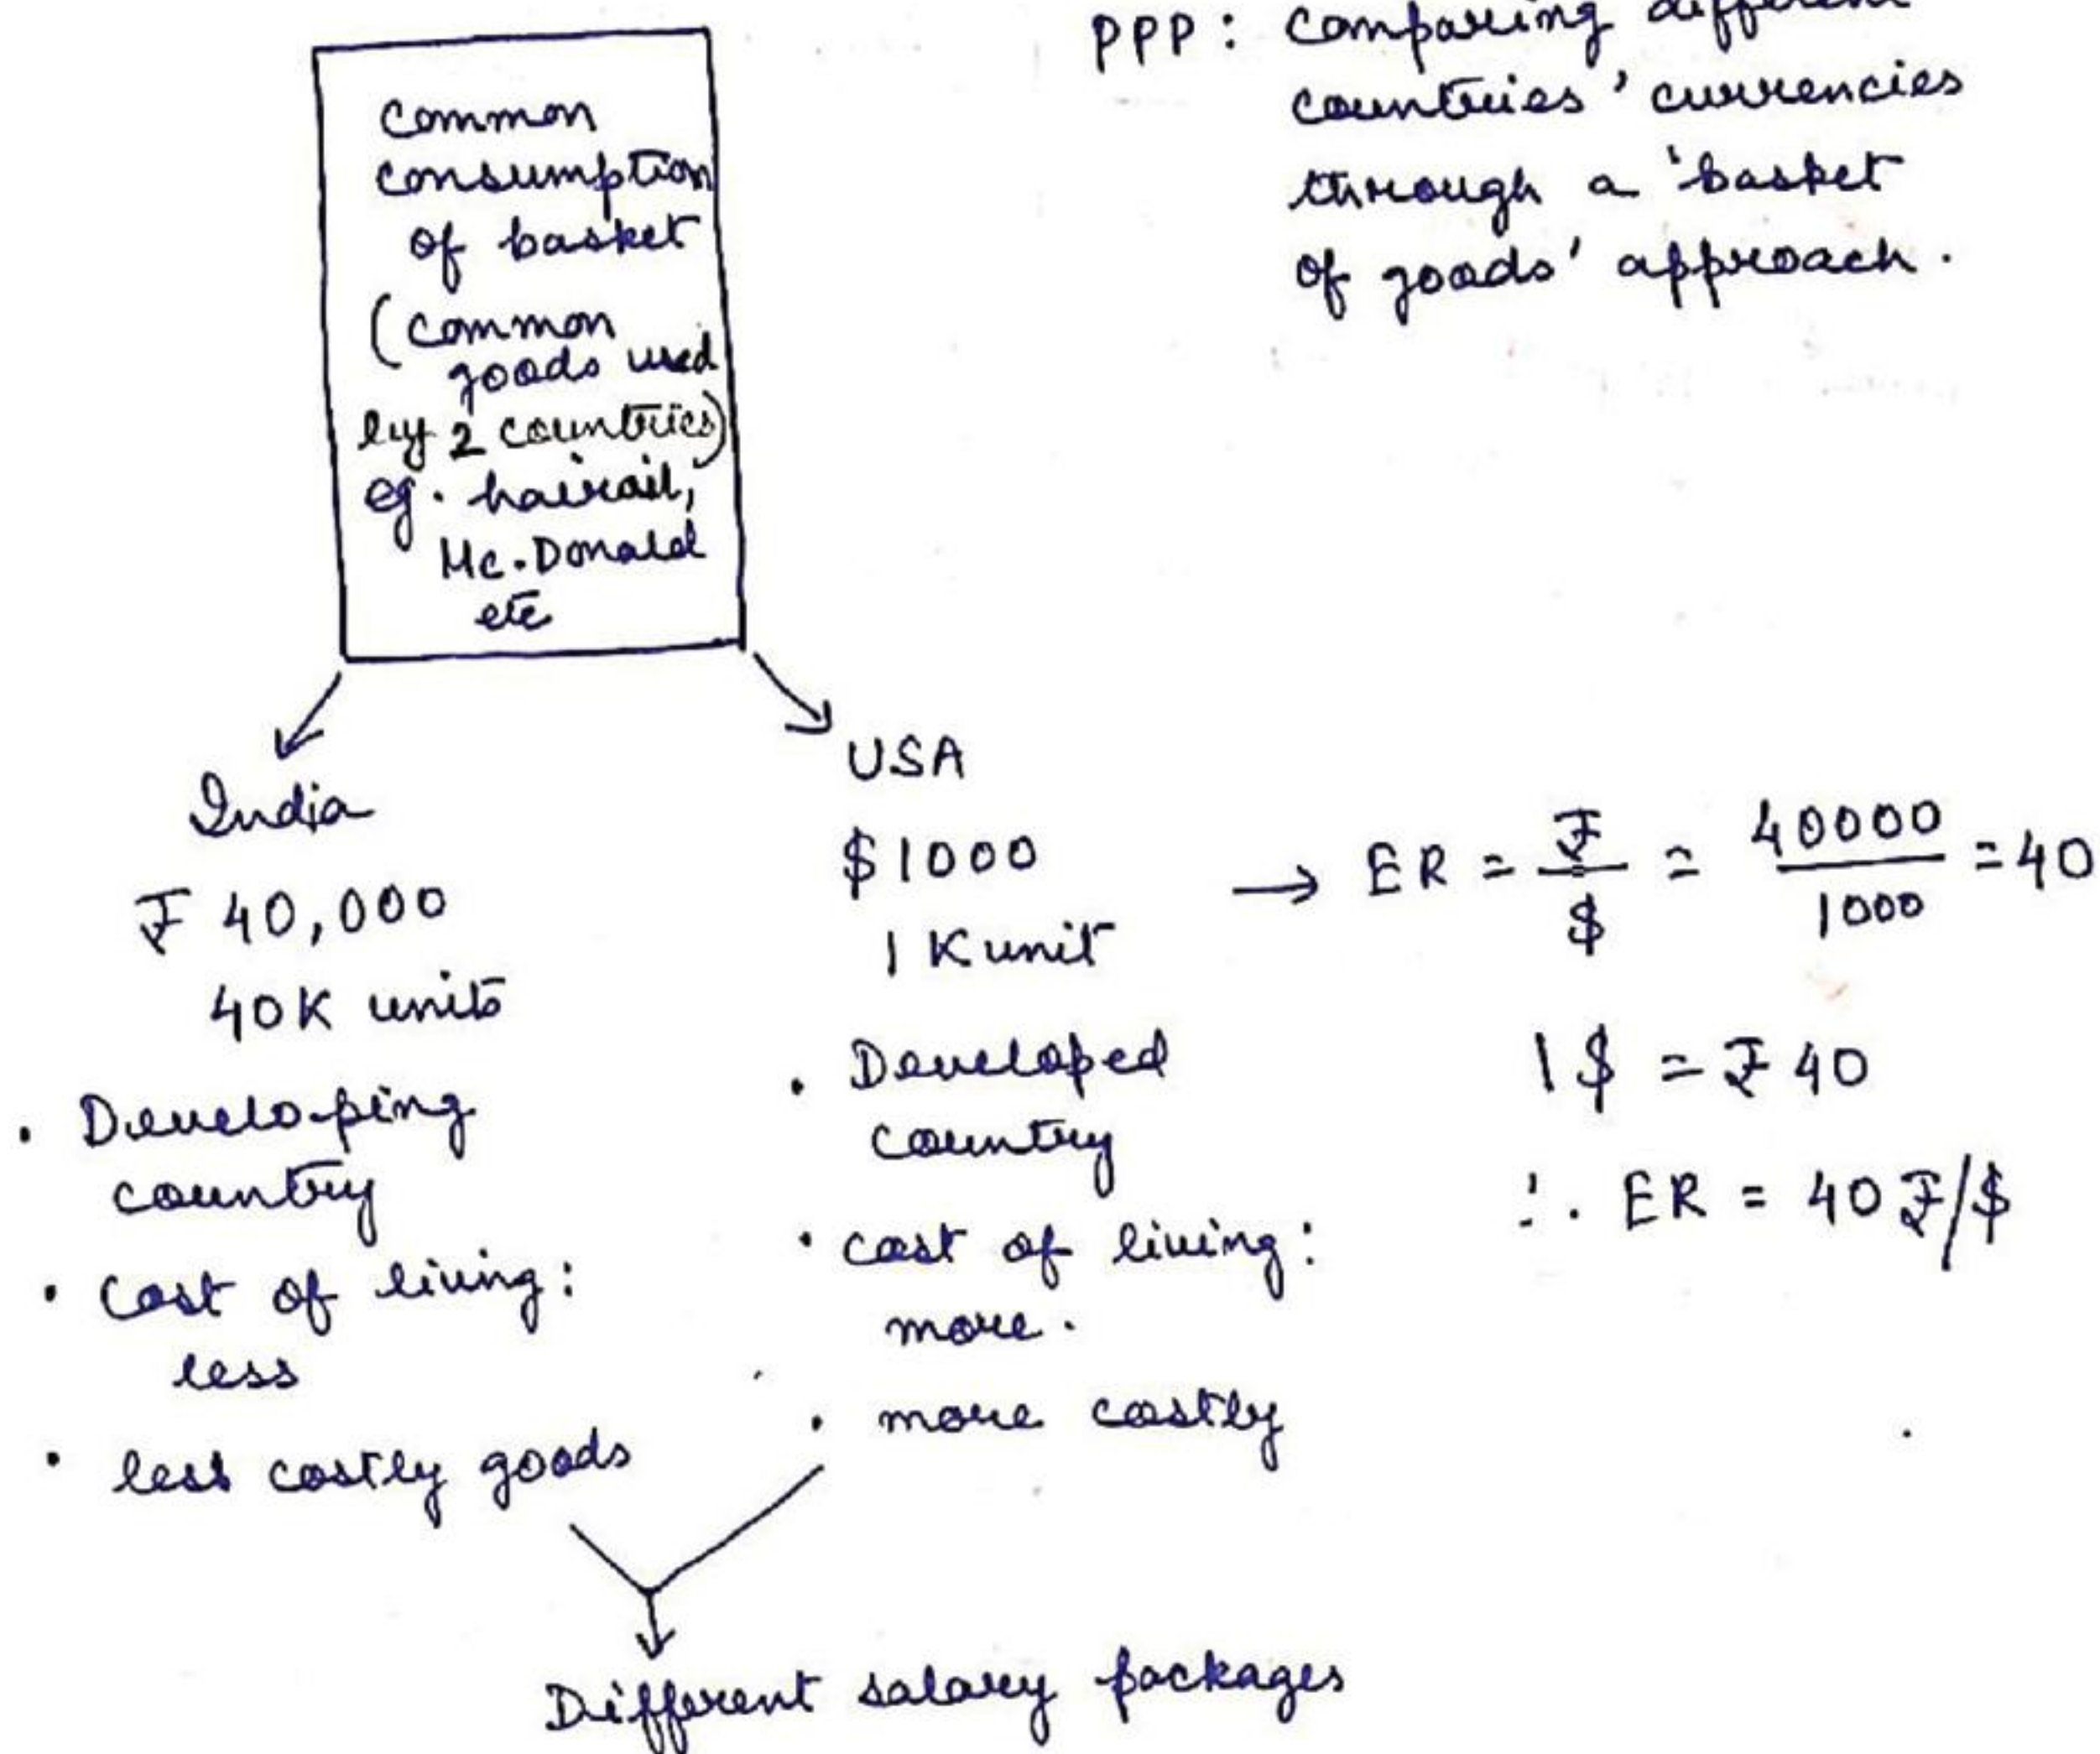 PPP: Comparing different
countries' currencies
through a 'basket
of goods' approach.
Common
consumption
of basket
(Common
goods used
by 2 countries)
eg. hairoil,
Mc.Donald
etc
India
₹ 40,000
40K units
• Developing
country
• Cost of living:
less
• less costly goods
USA
$1000
1 K unit
• Developed
country
• cost of living:
more.
• more costly
→ ER = ₹/$ = 40000/1000 = 40
1$ = ₹40
∴ ER = 40 ₹/$
Different salary packages